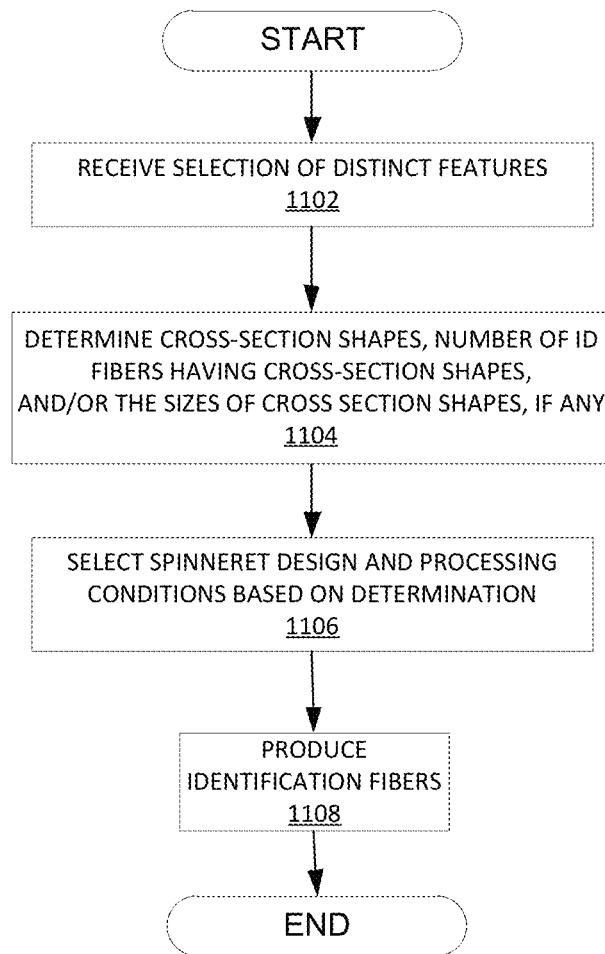 START
RECEIVE SELECTION OF DISTINCT FEATURES
1102
DETERMINE CROSS-SECTION SHAPES, NUMBER OF ID
FIBERS HAVING CROSS-SECTION SHAPES,
AND/OR THE SIZES OF CROSS SECTION SHAPES, IF ANY
1104
SELECT SPINNERET DESIGN AND PROCESSING
CONDITIONS BASED ON DETERMINATION
1106
PRODUCE
IDENTIFICATION FIBERS
1108
END